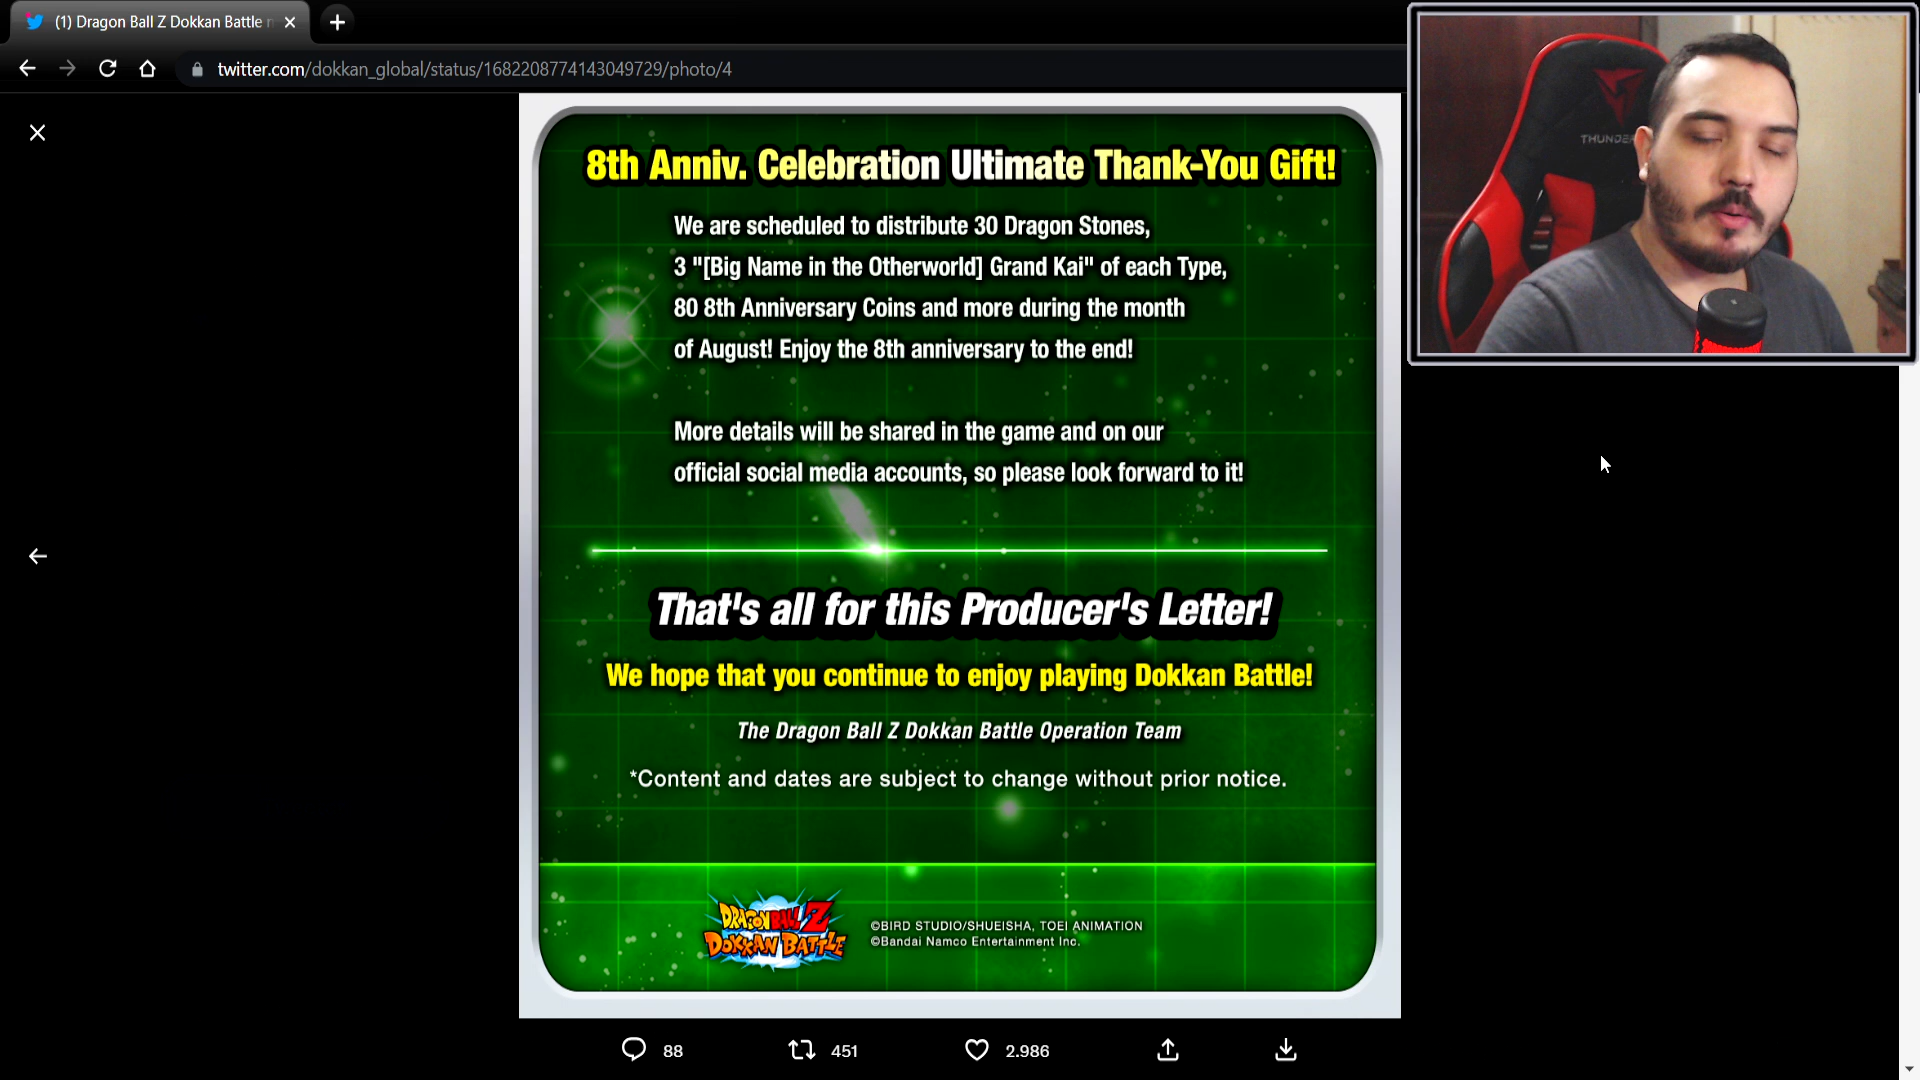 (1) Dragon Ball Z Dokkan Battle
twitter.com/dokkan_global/status/1682208774143049729/photo/4
THUNDER
8th Anniv. Celebration Ultimate Thank-You Gift!
We are scheduled to distribute 30 Dragon Stones,
3 "[Big Name in the Otherworld] Grand Kai" of each Type,
80 8th Anniversary Coins and more during the month
of August! Enjoy the 8th anniversary to the end!
More details will be shared in the game and on our
official social media accounts, so please look forward to it!
That's all for this Producer's Letter!
We hope that you continue to enjoy playing Dokkan Battle!
The Dragon Ball Z Dokkan Battle Operation Team
*Content and dates are subject to change without prior notice.
DRAGON BALL Z
DOKKAN BATTLE
©BIRD STUDIO/SHUEISHA, TOEI ANIMATION
©Bandai Namco Entertainment Inc.
88
451
2.986